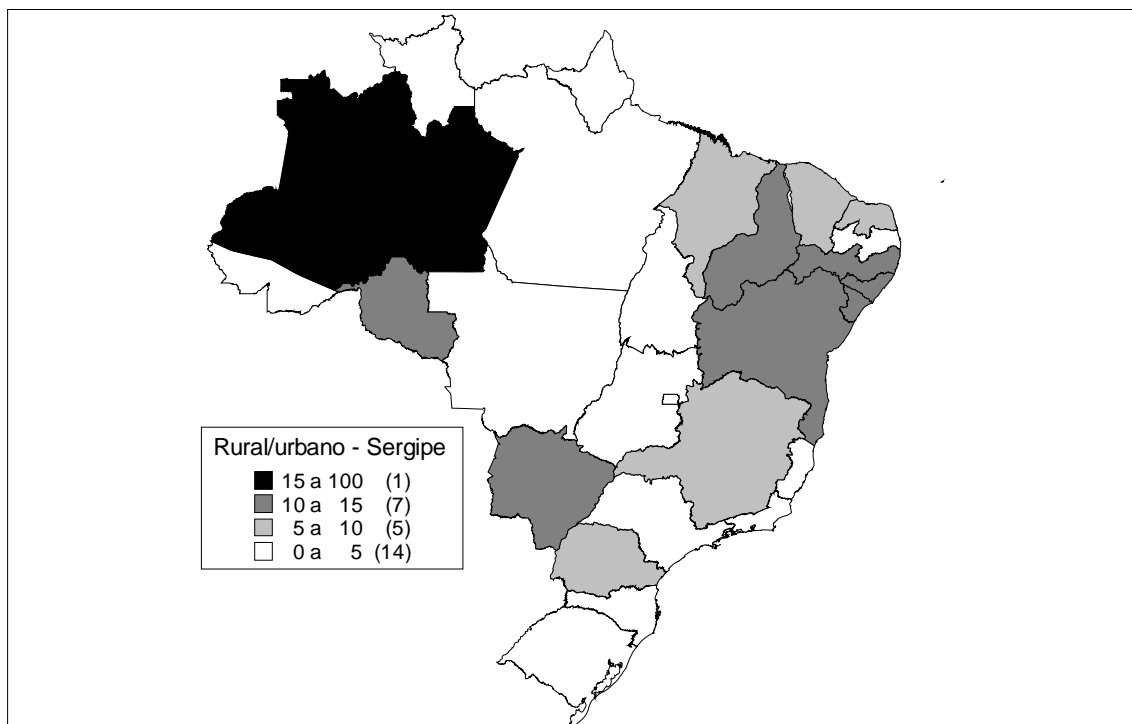 Rural/urbano - Sergipe
15 a 100 (1)
10 a 15 (7)
5 a 10 (5)
0 a 5 (14)